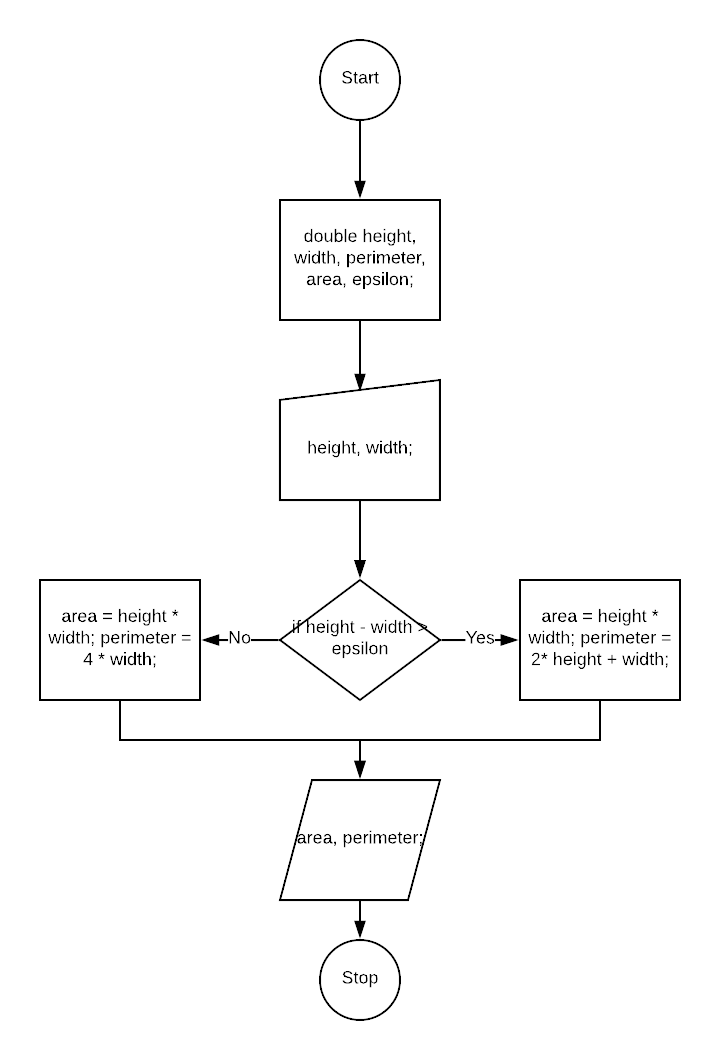 Start
double height,
width, perimeter,
area, epsilon;
height, width;
area = height *
width; perimeter =
4 * width;
No
if height - width >
epsilon
Yes
area = height *
width; perimeter =
2* height + width;
area, perimeter;
Stop